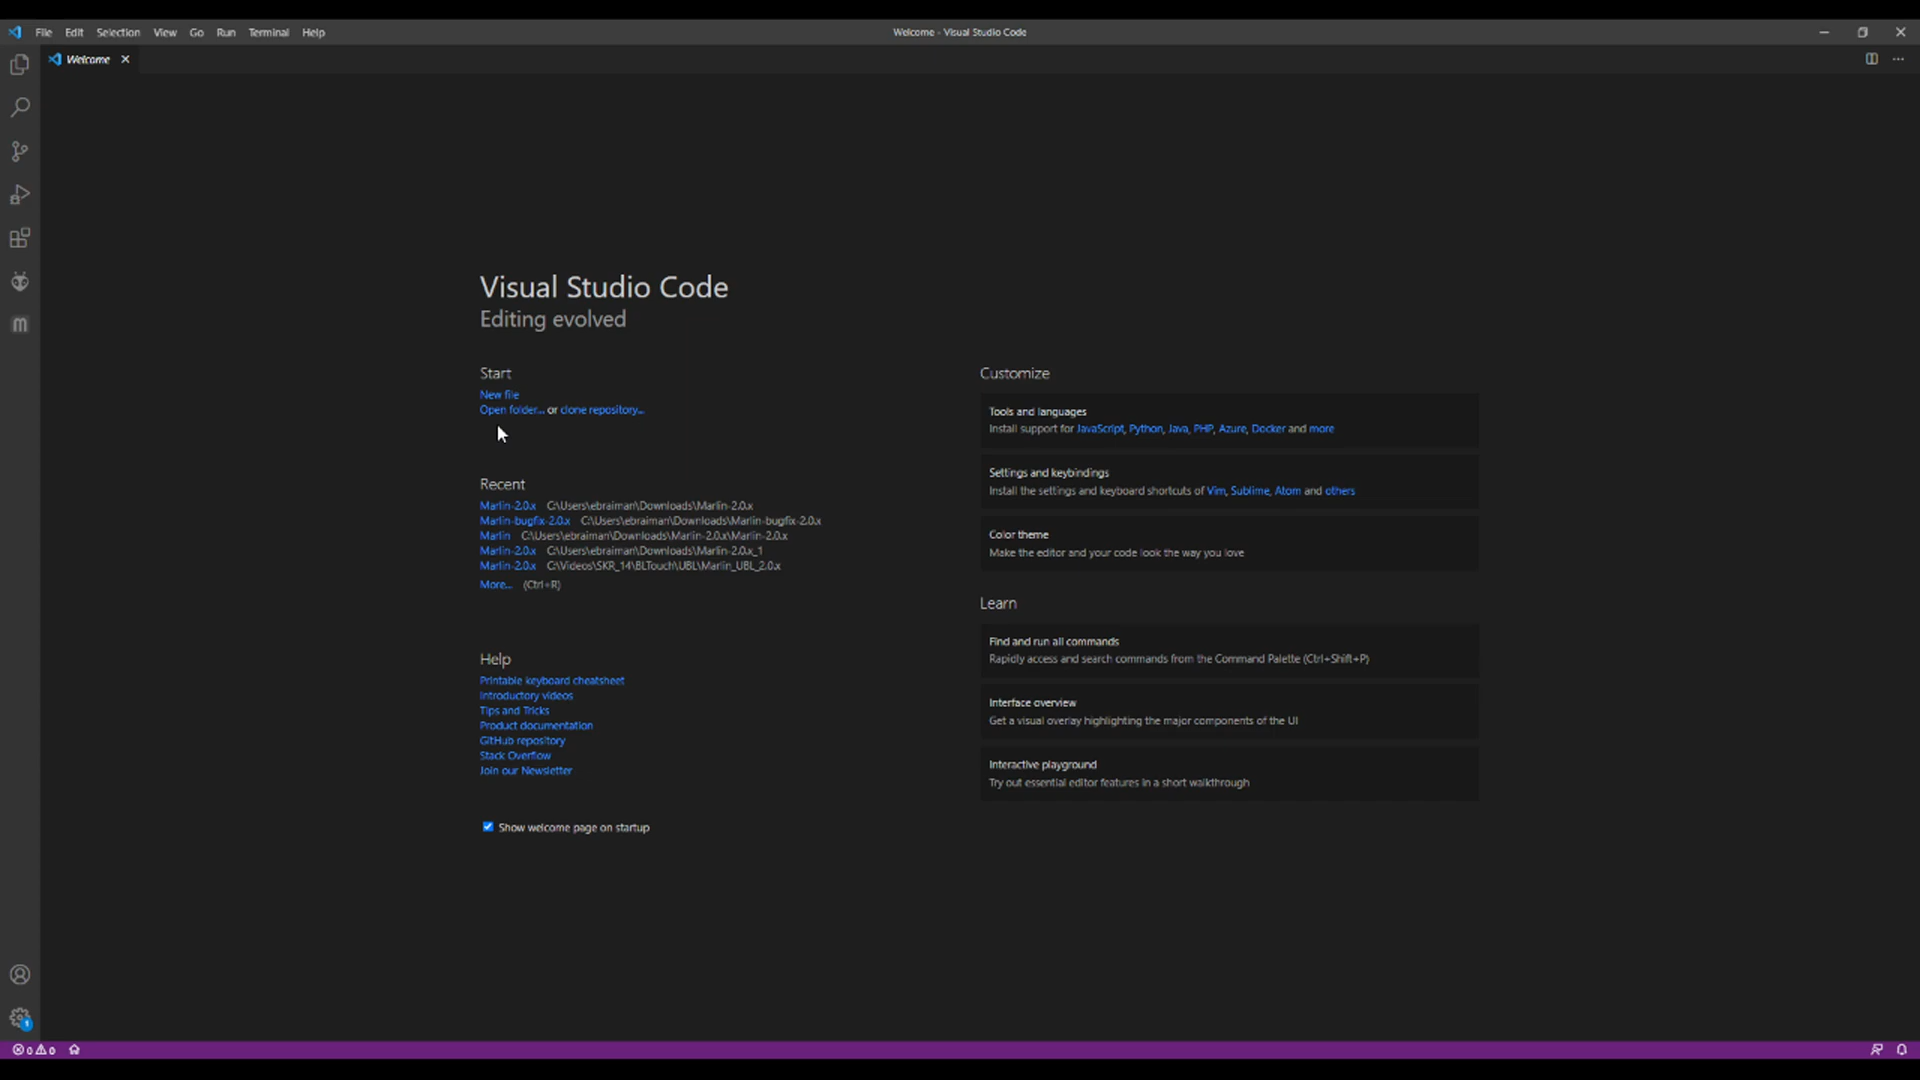 File Edit Selection View Go Run Terminal Help
Welcome - Visual Studio Code
Welcome
Visual Studio Code
Editing evolved
Start
New file
Open folder... or clone repository...
Recent
Marlin-2.0.x C:\Users\ebraiman\Downloads\Marlin-2.0.x
Marlin-bugfix-2.0.x C:\Users\ebraiman\Downloads\Marlin-bugfix-2.0.x
Marlin C:\Users\ebraiman\Downloads\Marlin-2.0.x\Marlin-2.0.x
Marlin-2.0.x C:\Users\ebraiman\Downloads\Marlin-2.0.x_1
Marlin-2.0.x C:\Videos\SKR_14\BLTouch\UBL\Marlin_UBL_2.0.x
More... (Ctrl+R)
Help
Printable keyboard cheatsheet
Introductory videos
Tips and Tricks
Product documentation
GitHub repository
Stack Overflow
Join our Newsletter
Show welcome page on startup
Customize
Tools and languages
Install support for JavaScript, Python, Java, PHP, Azure, Docker and more
Settings and keybindings
Install the settings and keyboard shortcuts of Vim, Sublime, Atom and others
Color theme
Make the editor and your code look the way you love
Learn
Find and run all commands
Rapidly access and search commands from the Command Palette (Ctrl+Shift+P)
Interface overview
Get a visual overlay highlighting the major components of the UI
Interactive playground
Try out essential editor features in a short walkthrough
1
0 0